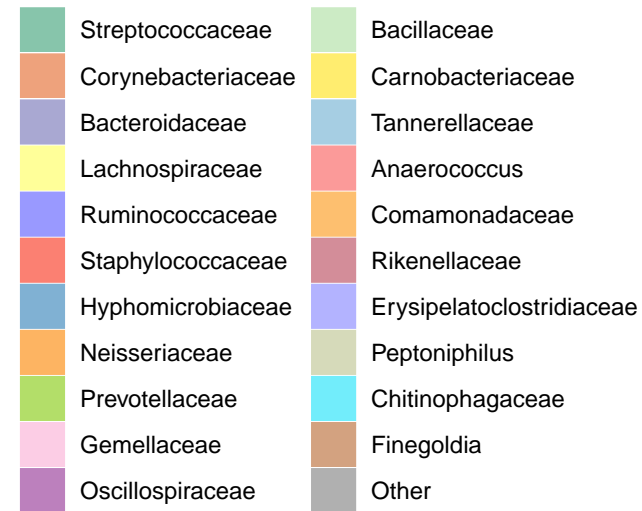 Streptococcaceae
Corynebacteriaceae
Bacteroidaceae
Lachnospiraceae
Ruminococcaceae
Staphylococcaceae
Hyphomicrobiaceae
Neisseriaceae
Prevotellaceae
Gemellaceae
Oscillospiraceae
Bacillaceae
Carnobacteriaceae
Tannerellaceae
Anaerococcus
Comamonadaceae
Rikenellaceae
Erysipelatoclostridiaceae
Peptoniphilus
Chitinophagaceae
Finegoldia
Other